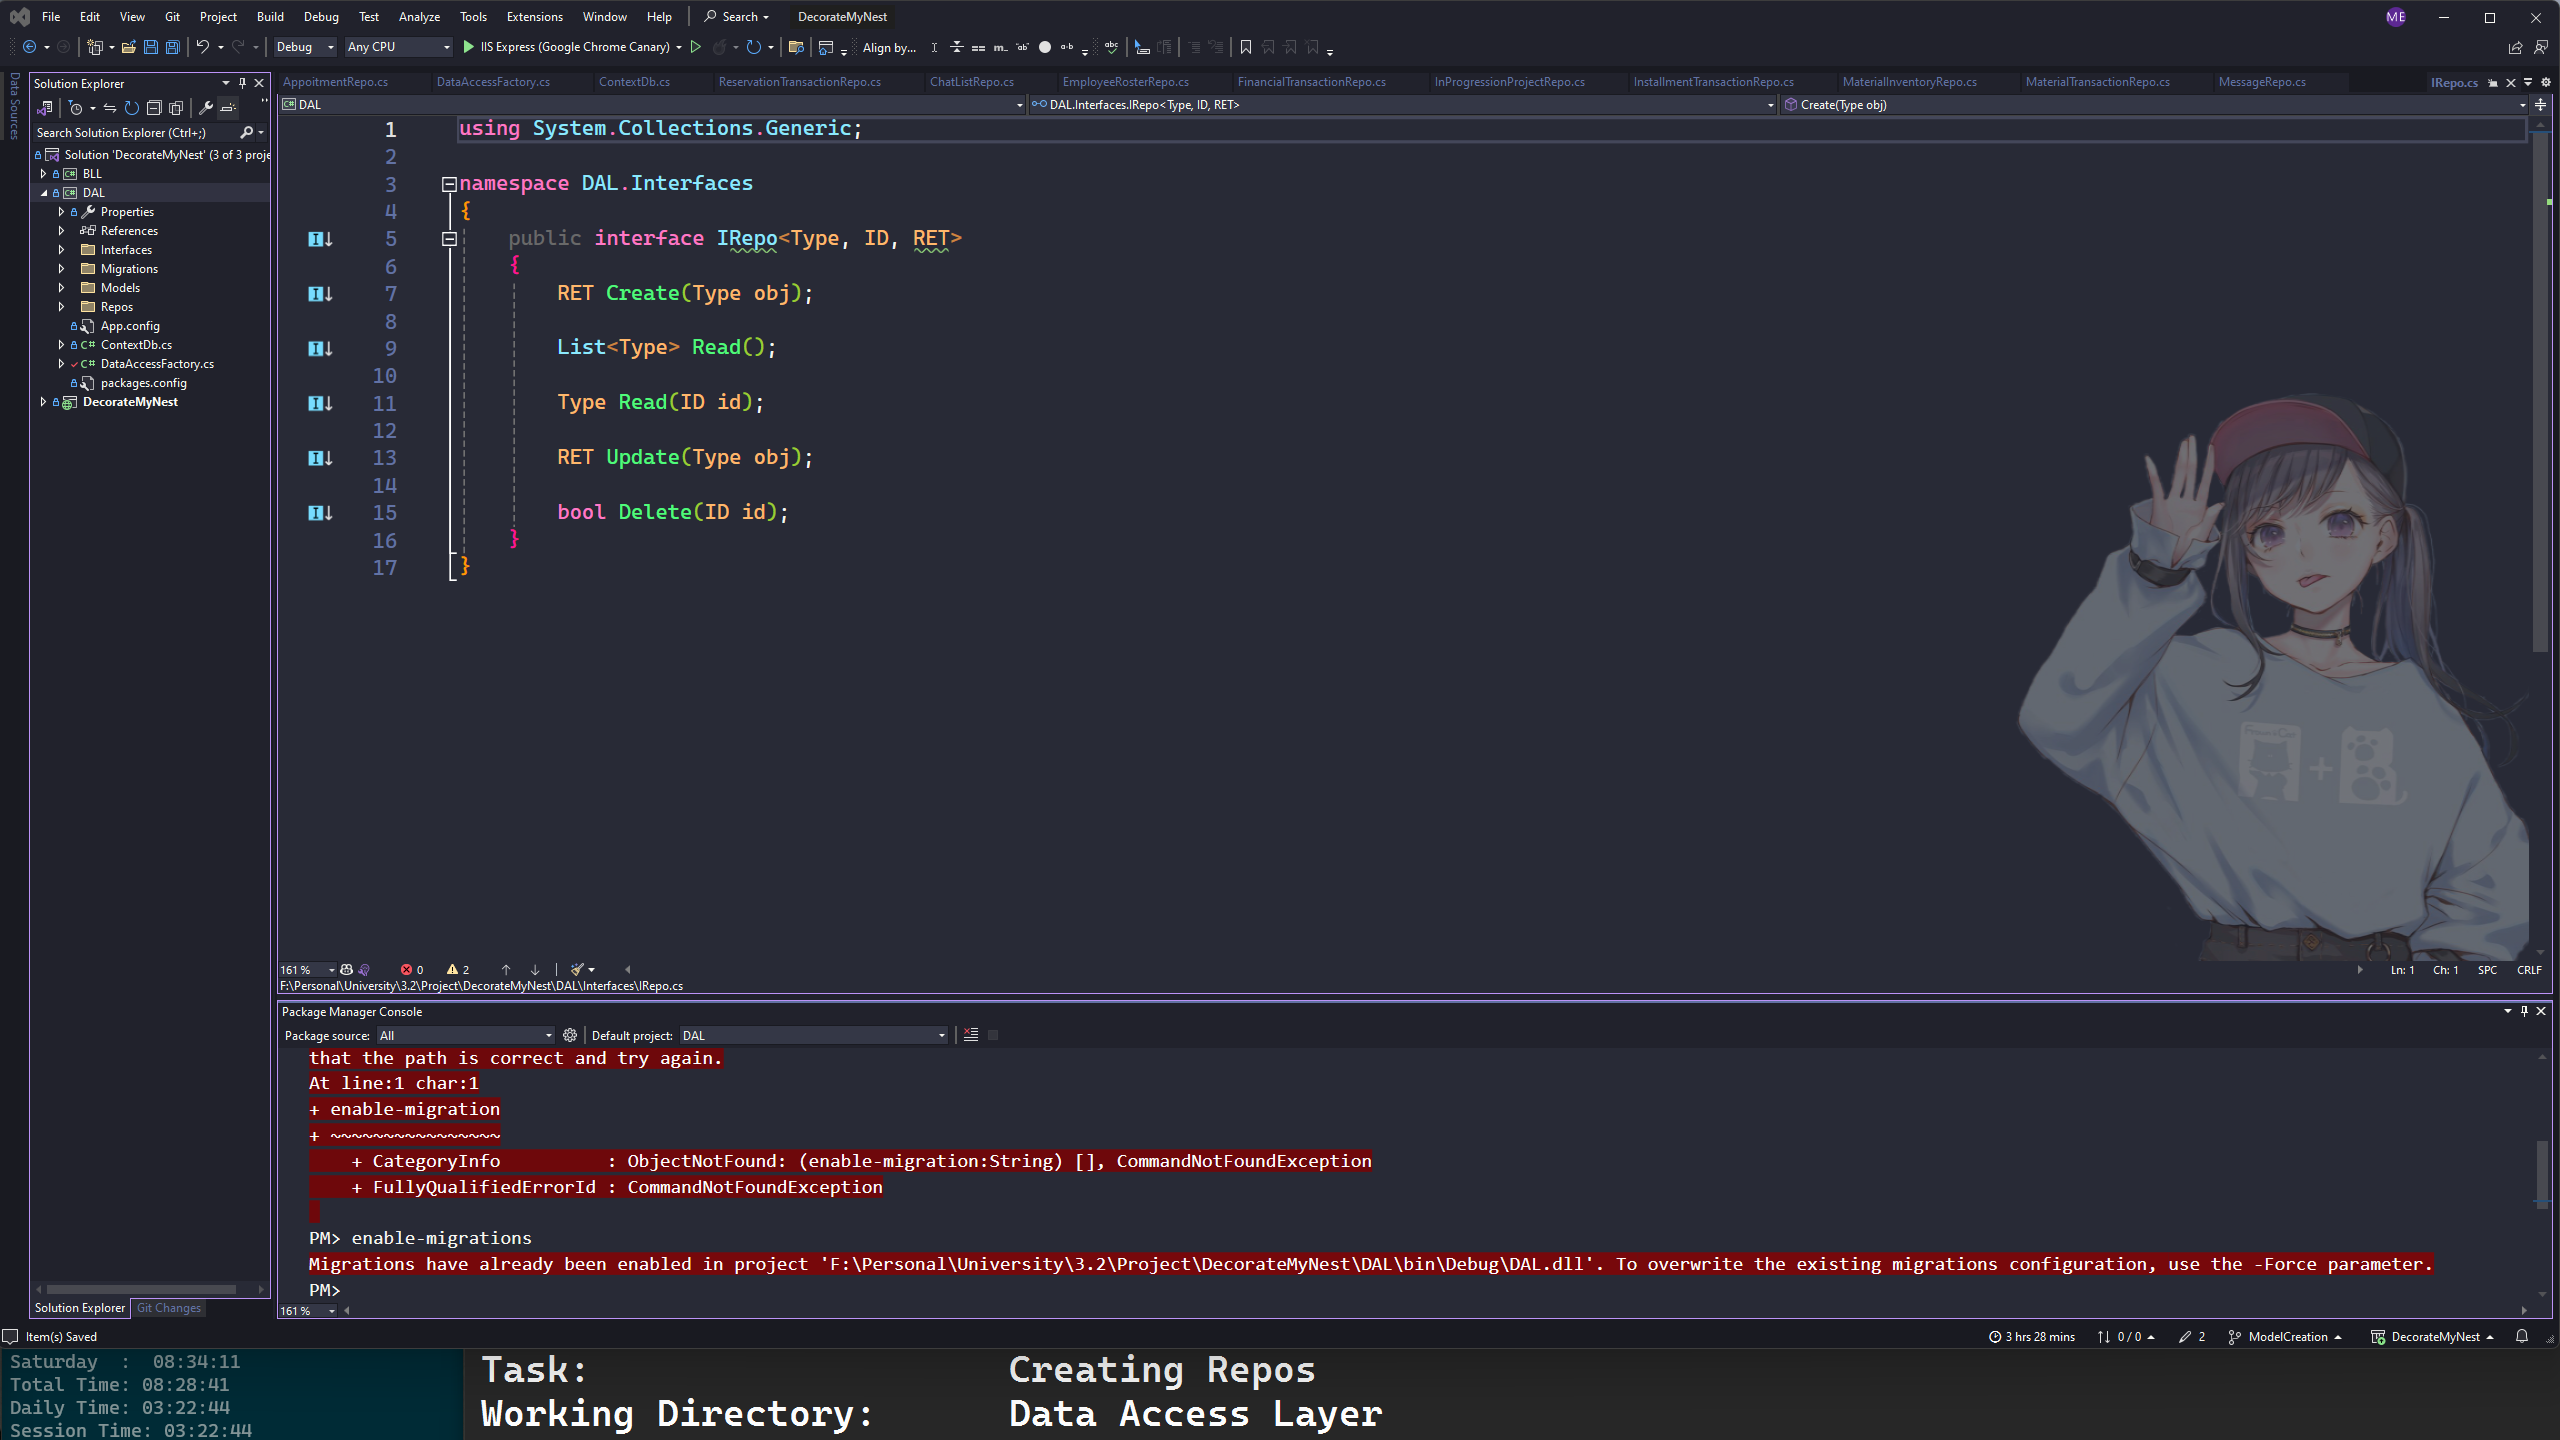 File Edit View Git Project Build Debug Test Analyze Tools Extensions Window Help Search DecorateMyNest ME
Debug Any CPU IIS Express (Google Chrome Canary) Align by...
Data Sources
Solution Explorer
Search Solution Explorer (Ctrl+;)
Solution 'DecorateMyNest' (3 of 3 proje
BLL
DAL
Properties
References
Interfaces
Migrations
Models
Repos
App.config
C# ContextDb.cs
C# DataAccessFactory.cs
packages.config
DecorateMyNest
Solution Explorer Git Changes
AppoitmentRepo.cs DataAccessFactory.cs ContextDb.cs ReservationTransactionRepo.cs ChatListRepo.cs EmployeeRosterRepo.cs FinancialTransactionRepo.cs InProgressionProjectRepo.cs InstallmentTransactionRepo.cs MaterialInventoryRepo.cs MaterialTransactionRepo.cs MessageRepo.cs IRepo.cs
C# DAL DAL.Interfaces.IRepo<Type, ID, RET> Create(Type obj)
1 using System.Collections.Generic;
2
3 namespace DAL.Interfaces
4 {
5 public interface IRepo<Type, ID, RET>
6 {
7 RET Create(Type obj);
8
9 List<Type> Read();
10
11 Type Read(ID id);
12
13 RET Update(Type obj);
14
15 bool Delete(ID id);
16 }
17 }
161 % 0 2 Ln: 1 Ch: 1 SPC CRLF
F:\Personal\University\3.2\Project\DecorateMyNest\DAL\Interfaces\IRepo.cs
Package Manager Console
Package source: All Default project: DAL
that the path is correct and try again.
At line:1 char:1
+ enable-migration
+ ~~~~~~~~~~~~~~~~
+ CategoryInfo : ObjectNotFound: (enable-migration:String) [], CommandNotFoundException
+ FullyQualifiedErrorId : CommandNotFoundException
PM> enable-migrations
Migrations have already been enabled in project 'F:\Personal\University\3.2\Project\DecorateMyNest\DAL\bin\Debug\DAL.dll'. To overwrite the existing migrations configuration, use the -Force parameter.
PM>
161 %
Item(s) Saved 3 hrs 28 mins 0 / 0 2 ModelCreation DecorateMyNest
Saturday : 08:34:11
Total Time: 08:28:41
Daily Time: 03:22:44
Session Time: 03:22:44
Task: Creating Repos
Working Directory: Data Access Layer